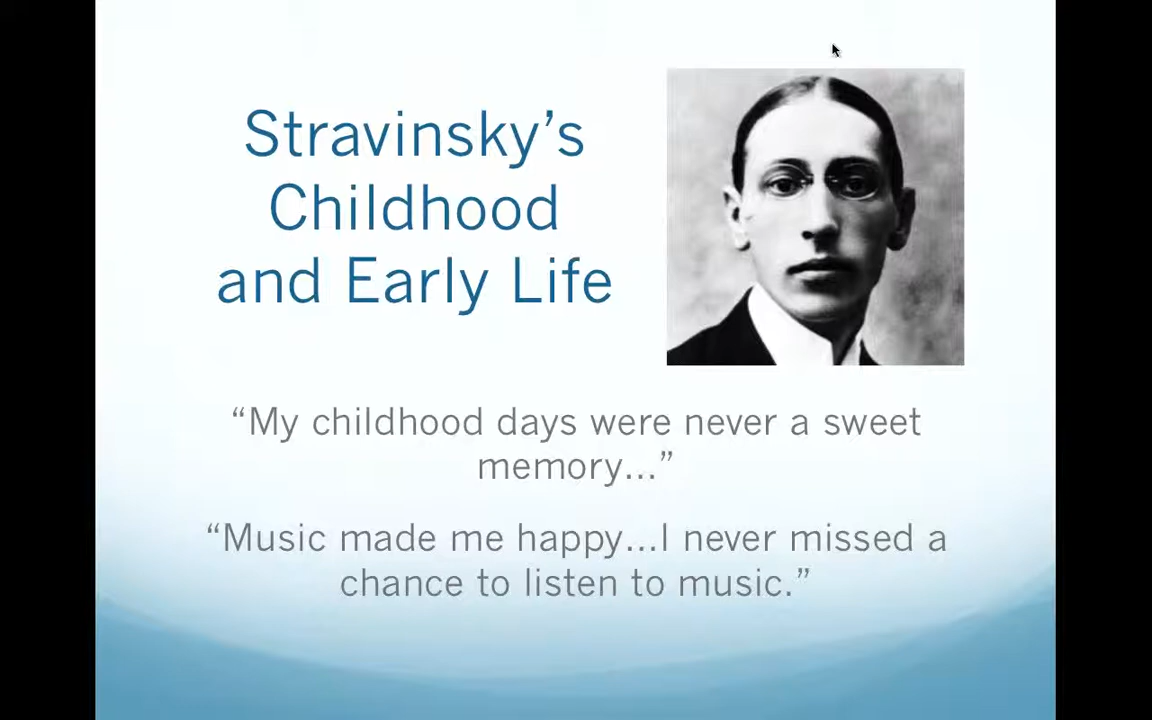 Stravinsky’s
Childhood
and Early Life
“My childhood days were never a sweet
memory…”
“Music made me happy…I never missed a
chance to listen to music.”